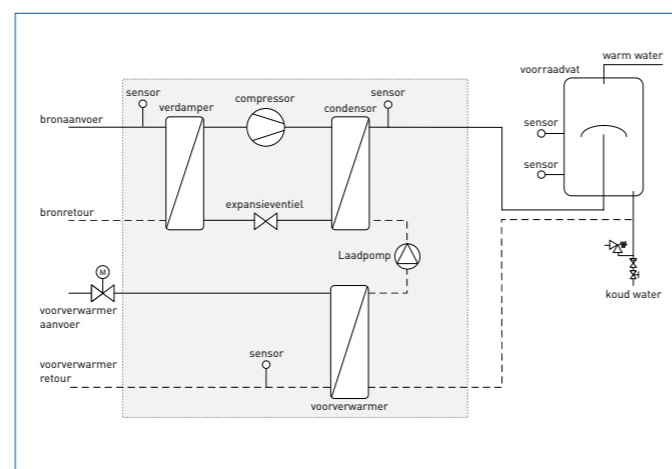 warm water
voorraadvat
sensor
compressor
sensor
verdamper
condensor
bronaanvoer
sensor
sensor
expansieventiel
bronretour
Laadpomp
M
koud water
voorverwarmer
aanvoer
sensor
voorverwarmer
retour
voorverwarmer